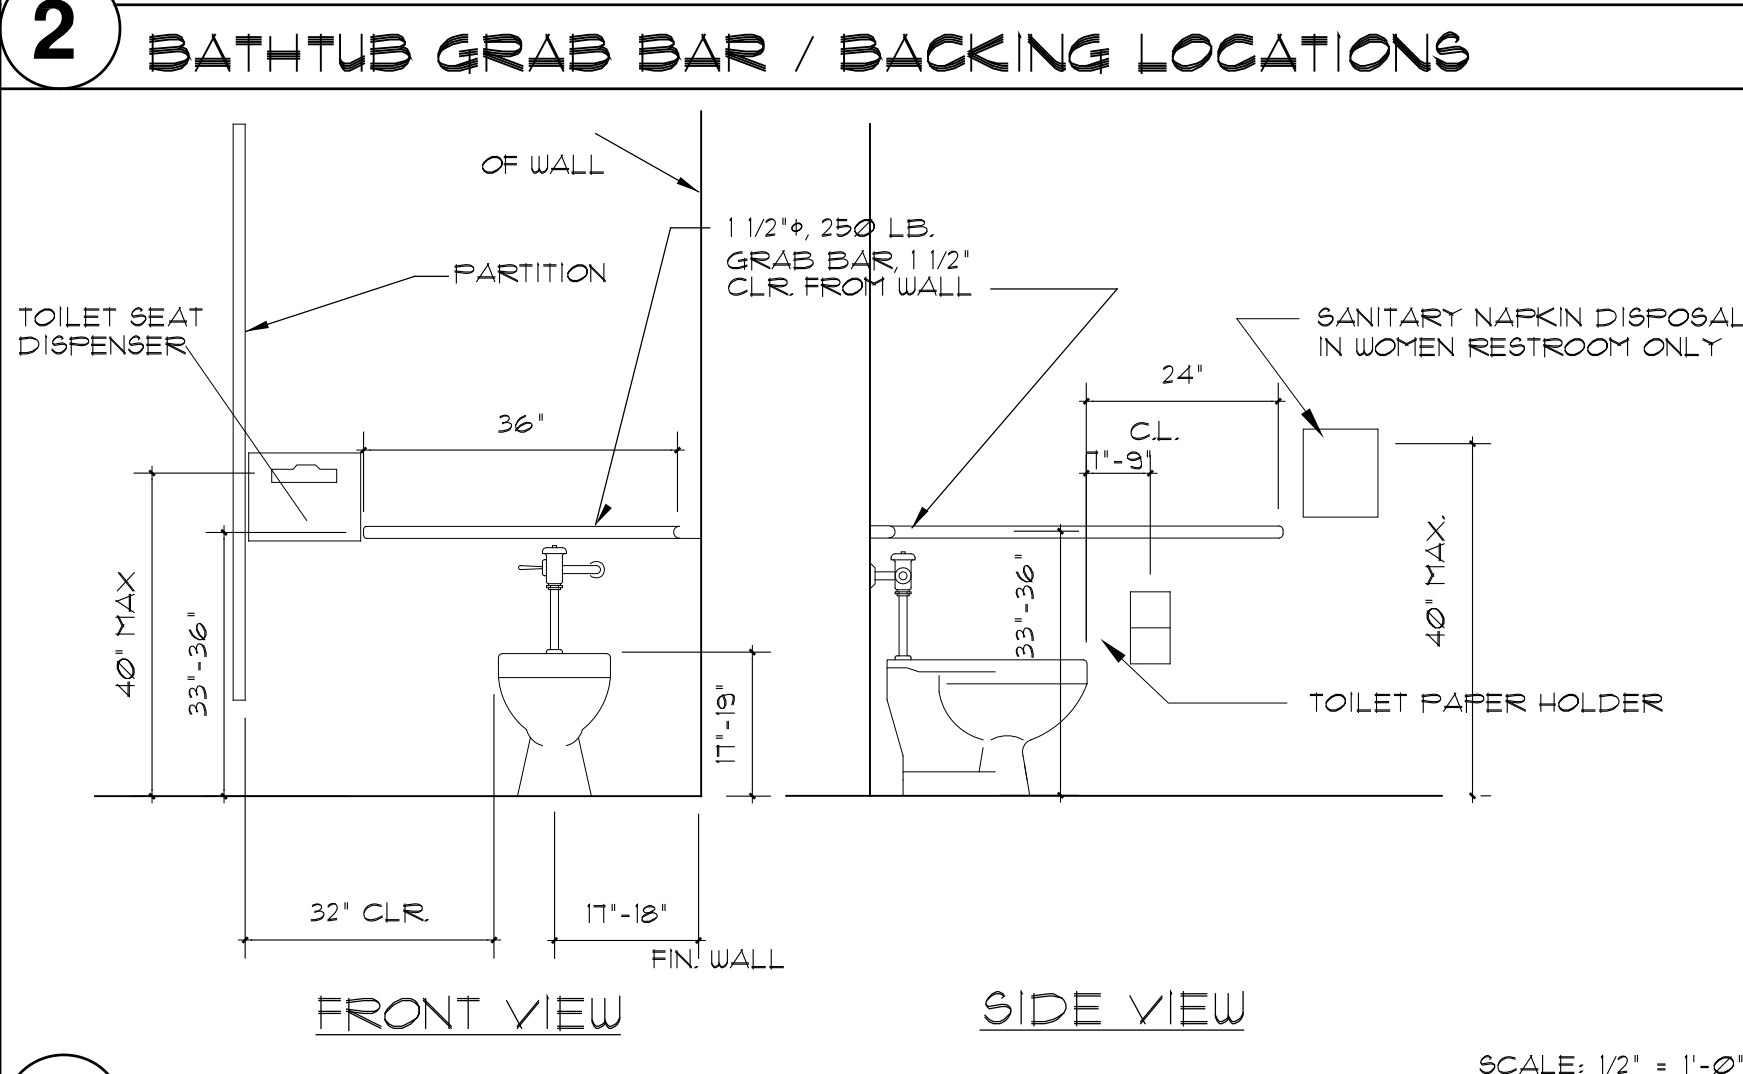 2
BATHTUB GRAB BAR / BACKING LOCATIONS
OF WALL
1 1/2"φ, 250 LB.
GRAB BAR, 1 1/2"
CLR. FROM WALL
PARTITION
TOILET SEAT
DISPENSER
SANITARY NAPKIN DISPOSAL
IN WOMEN RESTROOM ONLY
24"
36"
C.L.
7"-9"
40" MAX
33"-36"
17"-19"
33"-36"
40" MAX.
TOILET PAPER HOLDER
32" CLR.
17"-18"
FIN. WALL
FRONT VIEW
SIDE VIEW
SCALE: 1/2" = 1'-0"